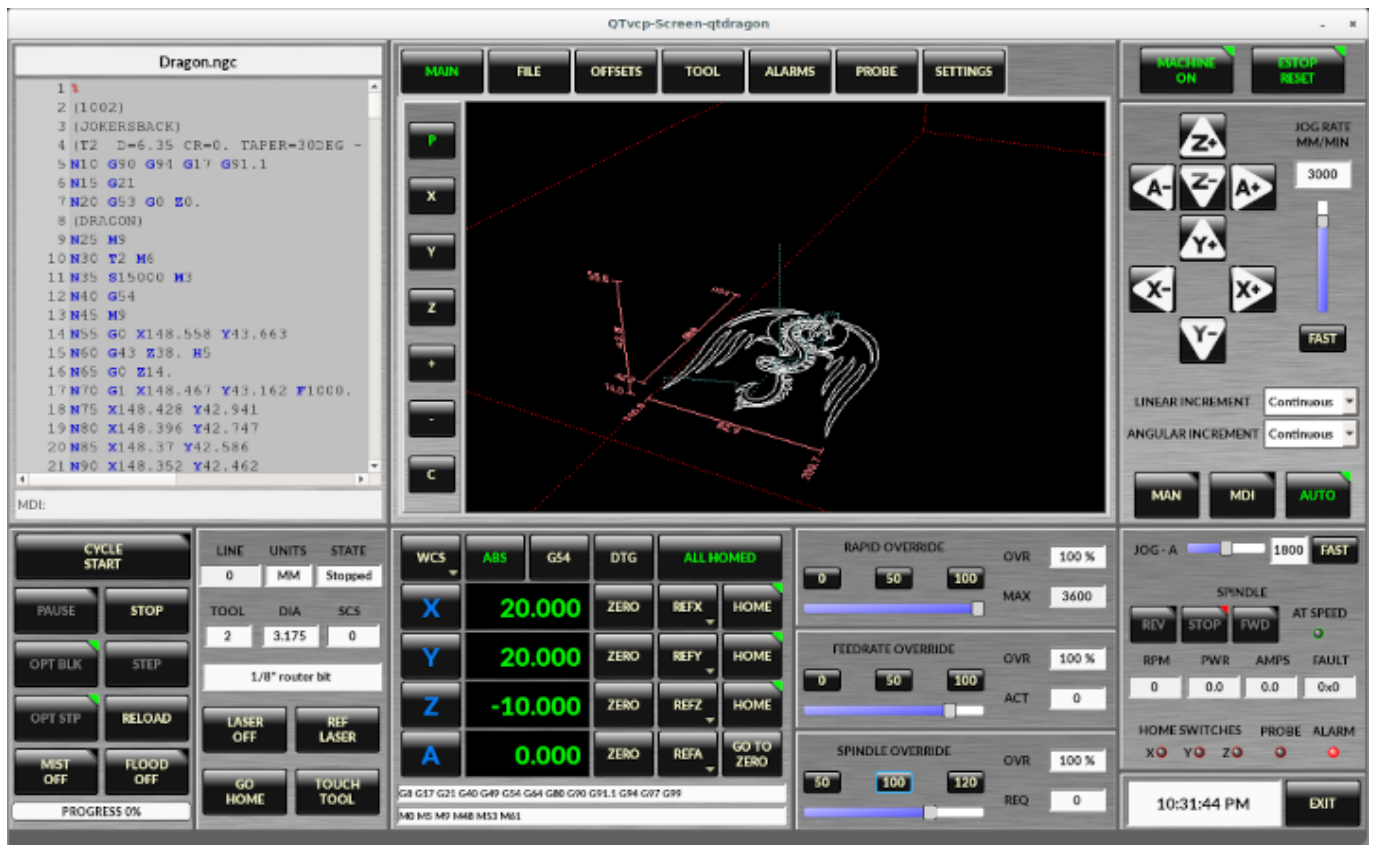 QTvcp-Screen-qtdragon
Dragon.ngc
1 %
2 (1002)
3 (JOKERSBACK)
4 (T2 D=6.35 CR=0. TAPER=30DEG -
5 N10 G90 G94 G17 G91.1
6 N15 G21
7 N20 G53 G0 Z0.
8 (DRAGON)
9 N25 M9
10 N30 T2 M6
11 N35 S15000 M3
12 N40 G54
13 N45 M9
14 N55 G0 X148.558 Y43.663
15 N60 G43 Z38. H5
16 N65 G0 Z14.
17 N70 G1 X148.467 Y43.162 F1000.
18 N75 X148.428 Y42.941
19 N80 X148.396 Y42.747
20 N85 X148.37 Y42.586
21 N90 X148.352 Y42.462
MDI:
MAIN FILE OFFSETS TOOL ALARMS PROBE SETTINGS
P
X
Y
Z
+
-
C
MACHINE ON
ESTOP RESET
Z+
A- Z- A+
Y+
X- X+
Y-
JOG RATE
MM/MIN
3000
FAST
LINEAR INCREMENT Continuous
ANGULAR INCREMENT Continuous
MAN MDI AUTO
CYCLE
START
PAUSE STOP
OPT BLK STEP
OPT STP RELOAD
MIST OFF FLOOD OFF
PROGRESS 0%
LINE UNITS STATE
0 MM Stopped
TOOL DIA SCS
2 3.175 0
1/8" router bit
LASER OFF REF LASER
GO HOME TOUCH TOOL
WCS ABS G54 DTG ALL HOMED
X 20.000 ZERO REFX HOME
Y 20.000 ZERO REFY HOME
Z -10.000 ZERO REFZ HOME
A 0.000 ZERO REFA GO TO ZERO
G8 G17 G21 G40 G49 G54 G64 G80 G90 G91.1 G94 G97 G99
M0 M5 M9 M48 M53 M61
RAPID OVERRIDE OVR 100 %
0 50 100
MAX 3600
FEEDRATE OVERRIDE OVR 100 %
0 50 100
ACT 0
SPINDLE OVERRIDE OVR 100 %
50 100 120
REQ 0
JOG - A 1800 FAST
SPINDLE
REV STOP FWD AT SPEED
RPM PWR AMPS FAULT
0 0.0 0.0 0x0
HOME SWITCHES PROBE ALARM
X Y Z
10:31:44 PM EXIT